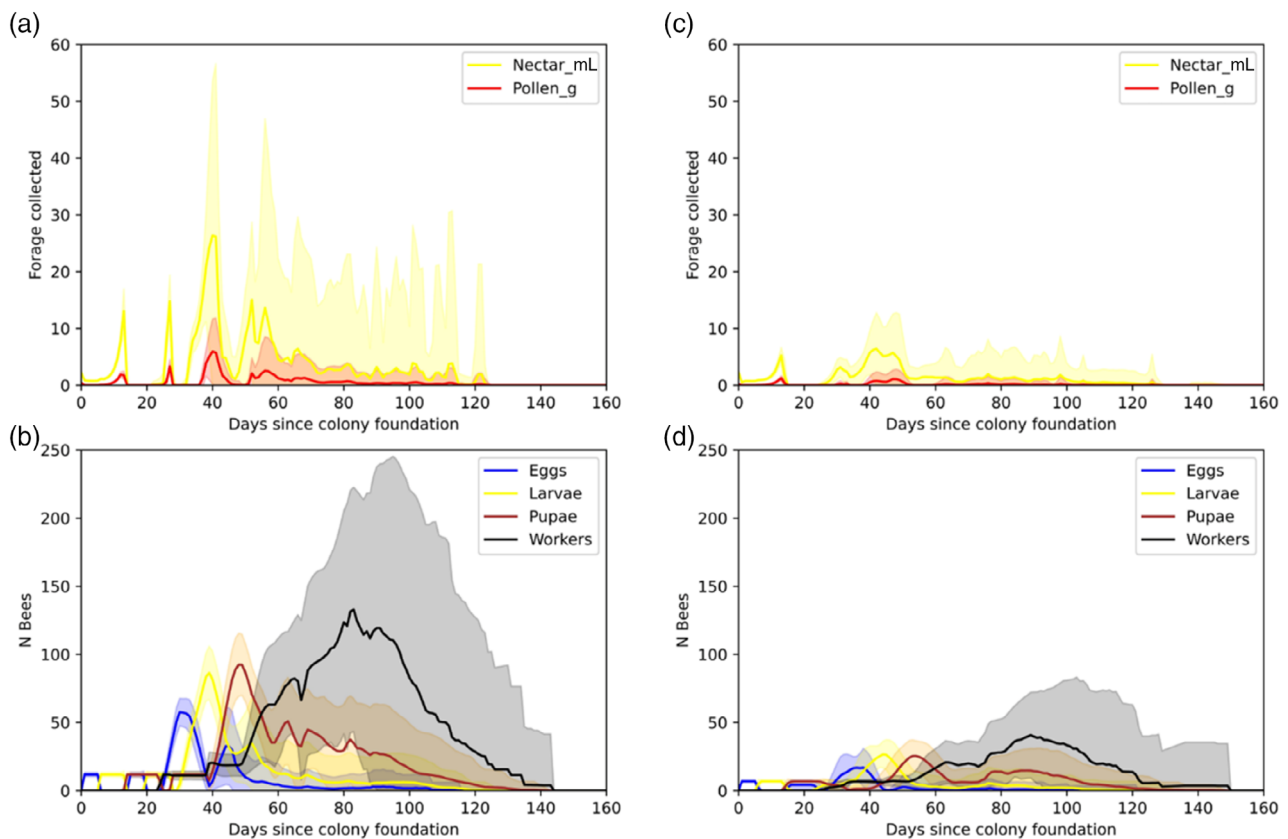 (a)
60
50
40
30
20
10
0
Forage collected
Nectar_mL
Pollen_g
0 20 40 60 80 100 120 140 160
Days since colony foundation
(c)
60
50
40
30
20
10
0
Forage collected
Nectar_mL
Pollen_g
0 20 40 60 80 100 120 140 160
Days since colony foundation
(b)
250
200
150
100
50
0
N Bees
Eggs
Larvae
Pupae
Workers
0 20 40 60 80 100 120 140 160
Days since colony foundation
(d)
250
200
150
100
50
0
N Bees
Eggs
Larvae
Pupae
Workers
0 20 40 60 80 100 120 140 160
Days since colony foundation